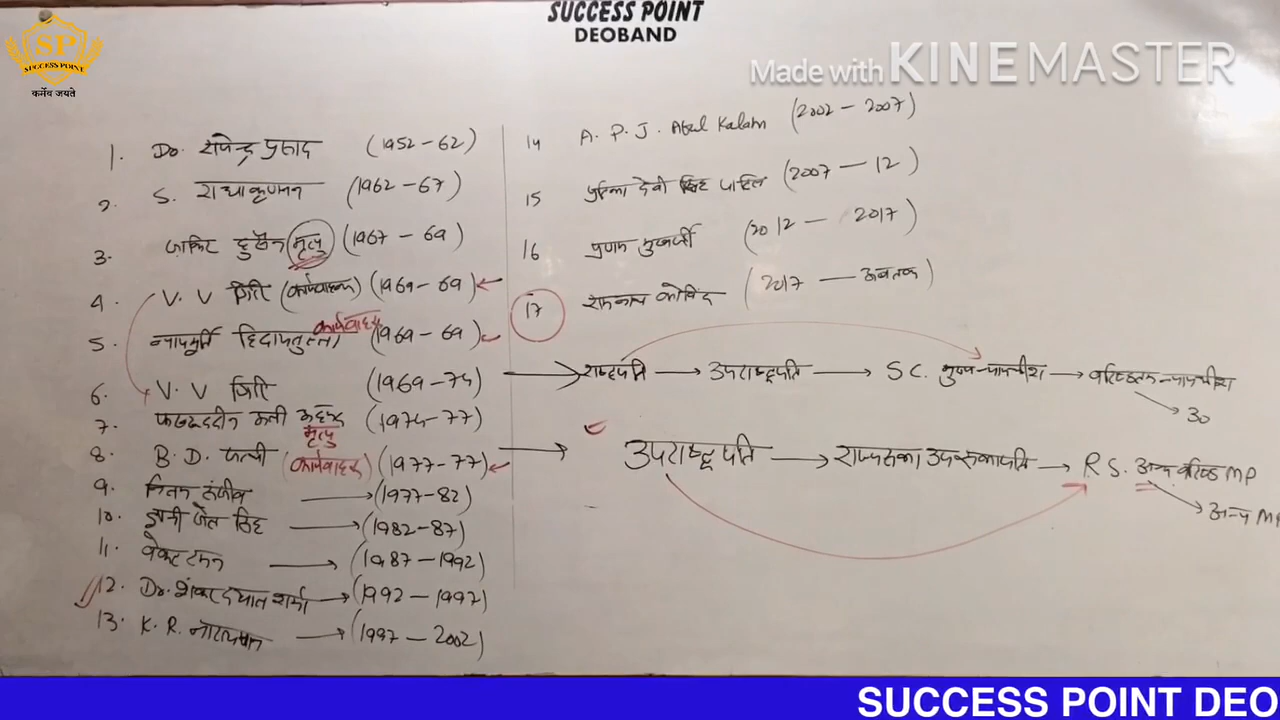 SUCCESS POINT
DEOBAND
SP
SUCCESS POINT
कर्मेव जयते
Made with KINEMASTER
1. Do. राजेन्द्र प्रसाद (1952-62)
2. S. राधाकृणनन (1962-67)
3. जाकिर हुसैन मृत्यु (1967-69)
4. V. V गिरि (कार्यवाहक) (1969-69)
5. न्यायमूर्ति हिदायतुल्ला कार्यवाहक (1969-69)
6. V. V गिरि (1969-74)
7. फखरुद्दीन अली अहमद (1974-77)
मृत्यु
8. B. D. जत्ती (कार्यवाहक) (1977-77)
9. निलम संजीव → (1977-82)
10. ज्ञानी जैल सिंह → (1982-87)
11. वेंकटरमन → (1987-1992)
12. Dr. शंकर दयाल शर्मा → (1992-1997)
13. K. R. नारायणन → (1997-2002)
14 A. P. J. Abul Kalam (2002-2007)
15 प्रतिभा देवी सिंह पाटिल (2007-12)
16 प्रणब मुखर्जी (2012-2017)
17 रामनाथ कोविंद (2017-अबतक)
राष्ट्रपति → उपराष्ट्रपति → S.C. मुख्य न्यायाधीश → वरिष्ठतम न्यायाधीश
30
उपराष्ट्रपति → राज्यसभा उपसभापति → R.S. अन्य वरिष्ठ MP
अन्य MP
SUCCESS POINT DEO